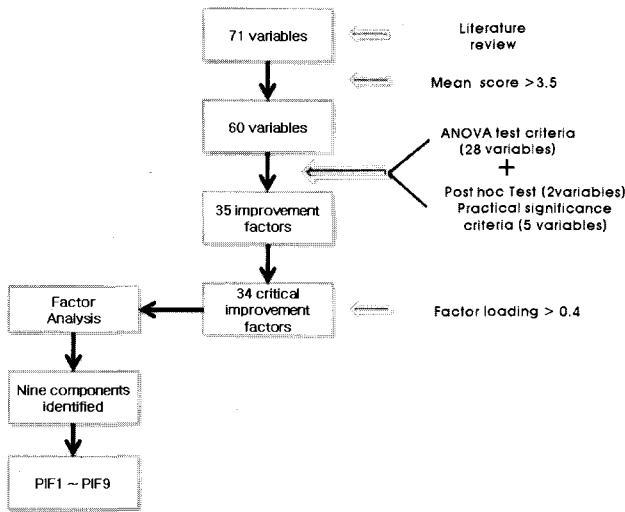 71 variables
Literature
review
Mean score >3.5
60 variables
ANOVA test criteria
(28 variables)
+
Post hoc Test (2variables)
Practical significance
criteria (5 variables)
35 improvement
factors
34 critical
improvement
factors
Factor loading > 0.4
Factor
Analysis
Nine components
identified
PIF1 ~ PIF9